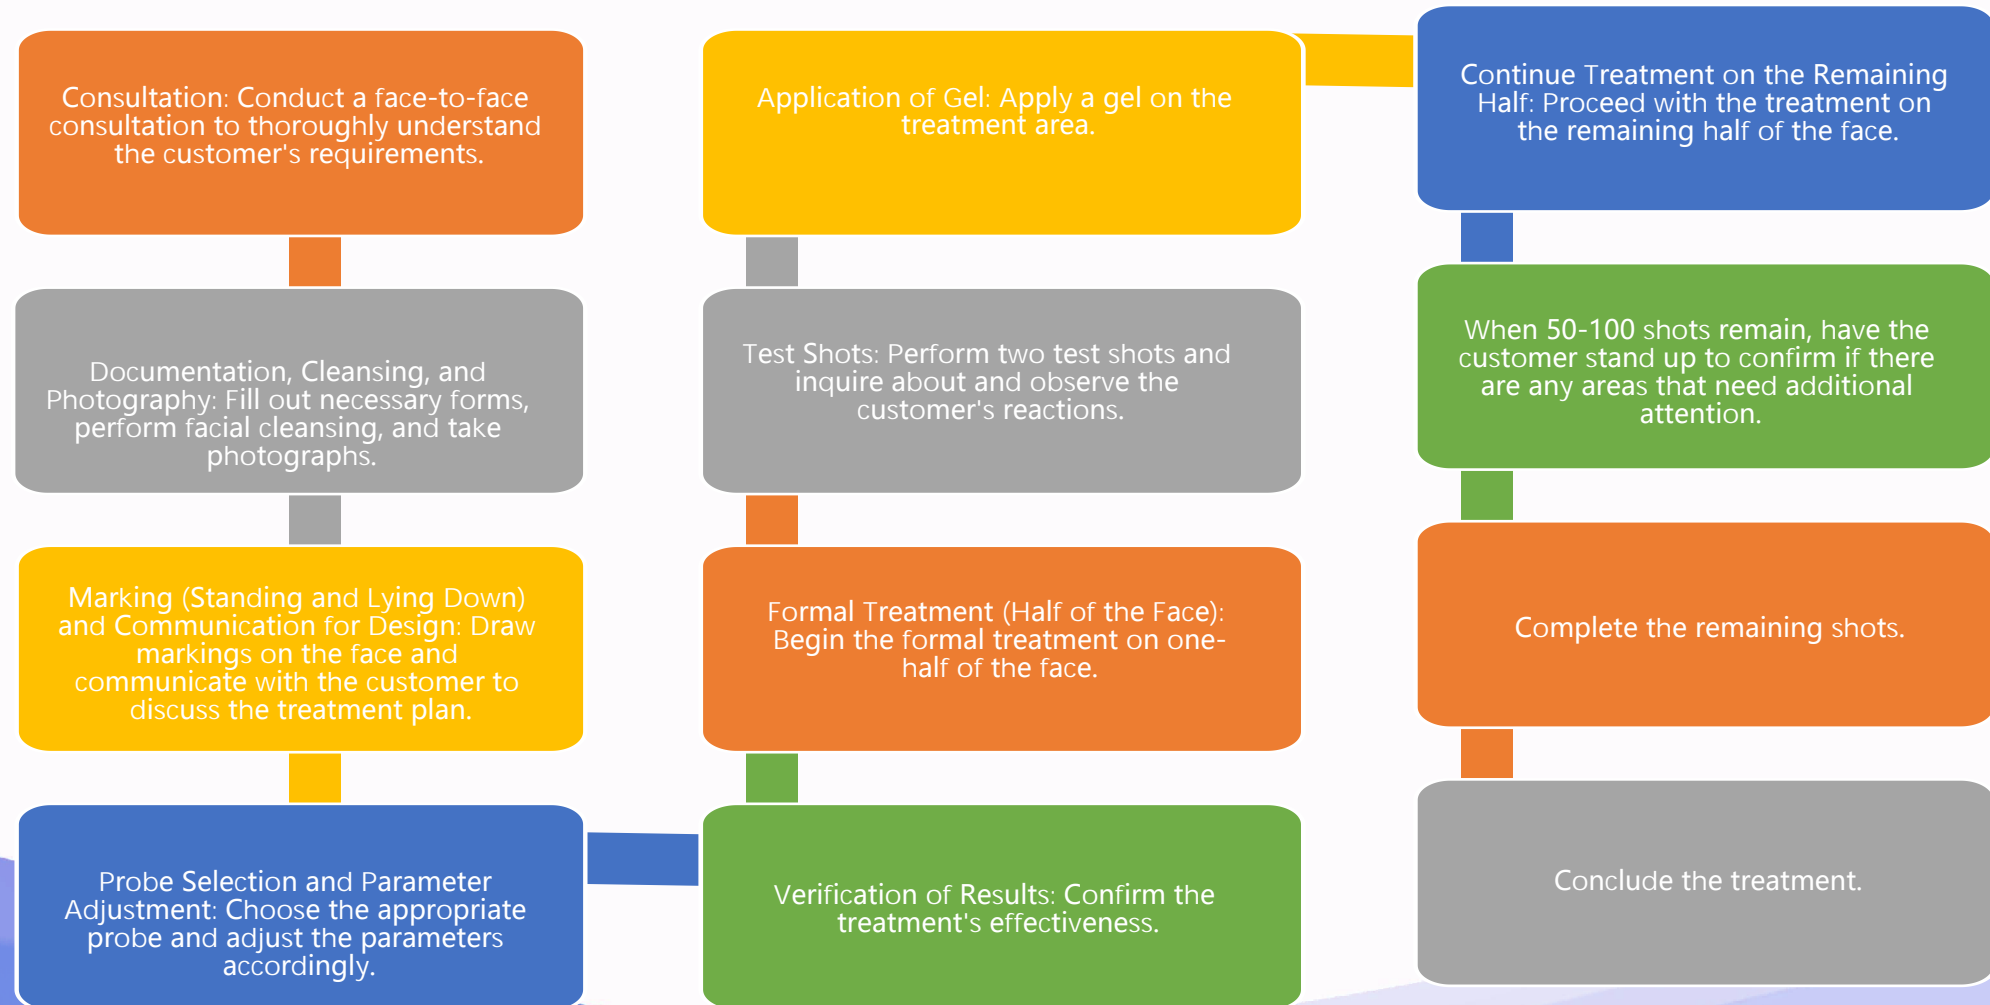 Consultation: Conduct a face-to-face
consultation to thoroughly understand
the customer's requirements.
Documentation, Cleansing, and
Photography: Fill out necessary forms,
perform facial cleansing, and take
photographs.
Marking (Standing and Lying Down)
and Communication for Design: Draw
markings on the face and
communicate with the customer to
discuss the treatment plan.
Probe Selection and Parameter
Adjustment: Choose the appropriate
probe and adjust the parameters
accordingly.
Application of Gel: Apply a gel on the
treatment area.
Test Shots: Perform two test shots and
inquire about and observe the
customer's reactions.
Formal Treatment (Half of the Face):
Begin the formal treatment on one-
half of the face.
Verification of Results: Confirm the
treatment's effectiveness.
Continue Treatment on the Remaining
Half: Proceed with the treatment on
the remaining half of the face.
When 50-100 shots remain, have the
customer stand up to confirm if there
are any areas that need additional
attention.
Complete the remaining shots.
Conclude the treatment.